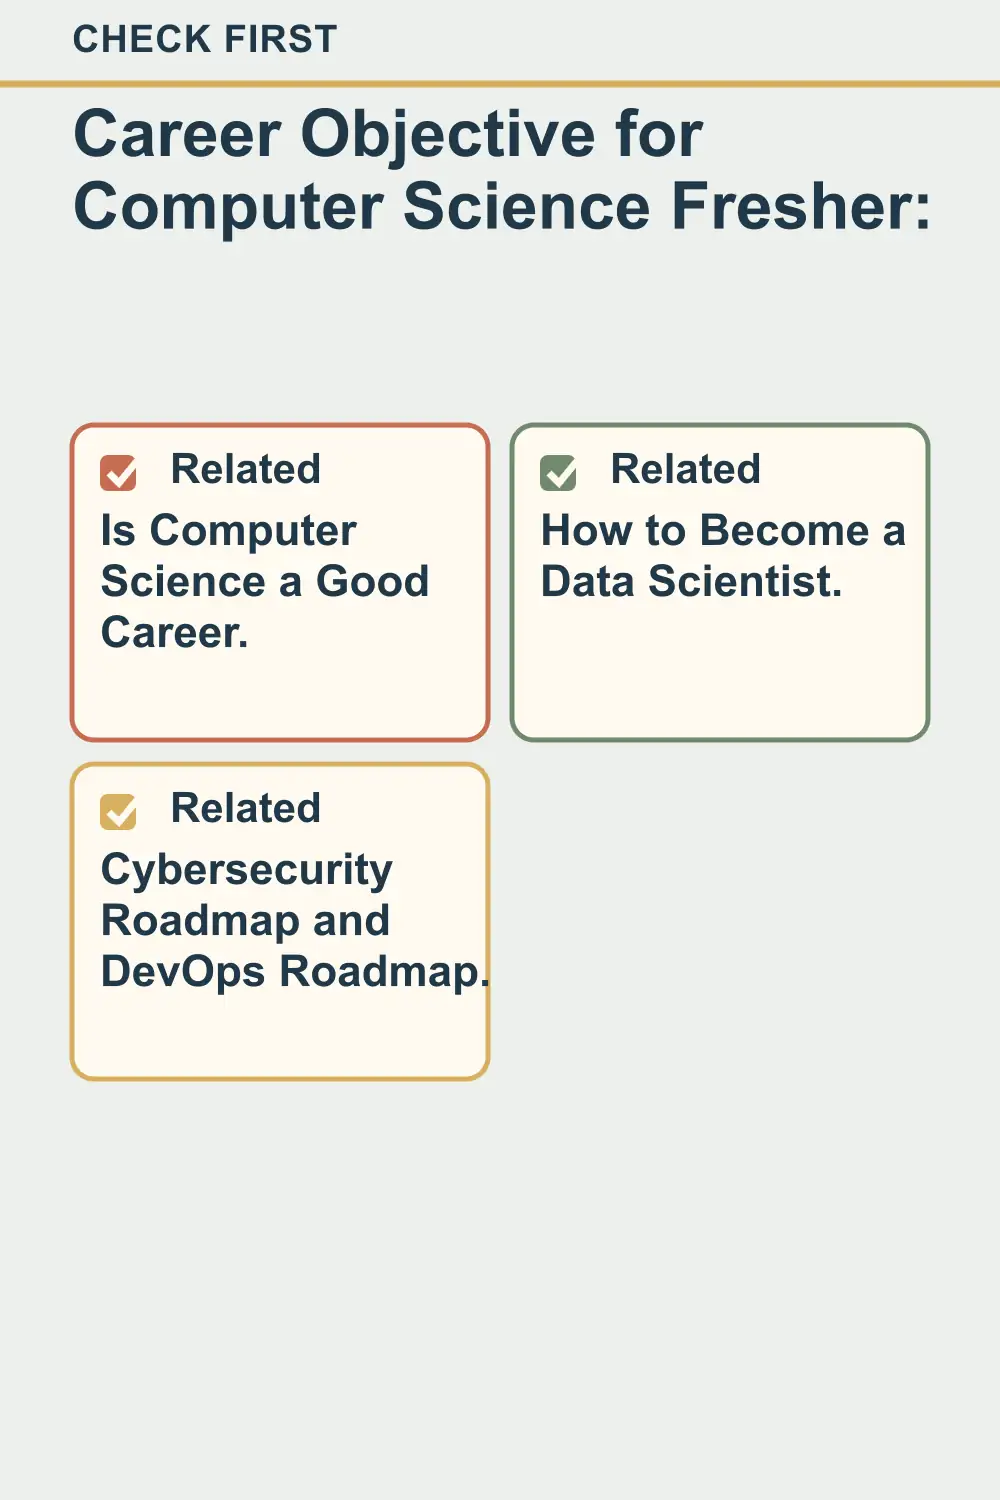 CHECK FIRST
Career Objective for
Computer Science Fresher:
Related
Is Computer
Science a Good
Career.
Related
How to Become a
Data Scientist.
Related
Cybersecurity
Roadmap and
DevOps Roadmap.